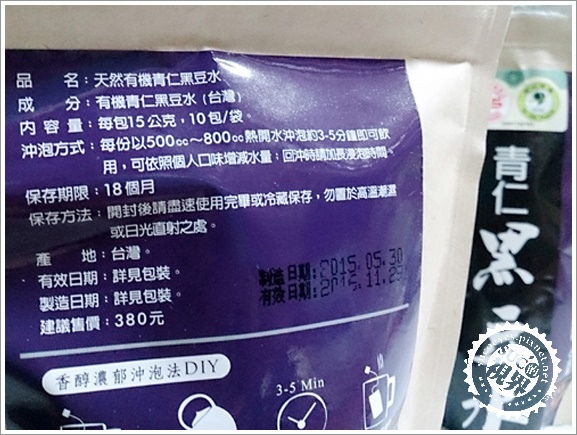 品　　名：天然有機青仁黑豆水
成　　分：有機青仁黑豆水(台灣)
內 容 量：每包15公克，10包/袋
沖泡方式：每份以500cc～800cc熱開水沖泡約3-5分鐘即可飲
用，可依照個人口味增減水量；回沖時請加長浸泡時間。
保存期限：18個月
保存方法：開封後請盡速使用完畢或冷藏保存，勿置於高溫潮濕
或日光直射之處。
產　　地：台灣。
有效日期：詳見包裝。
製造日期：詳見包裝。
建議售價：380元
製造日期:2015.05.30
有效日期:2016.11.29
香醇濃郁沖泡法DIY
3-5 Min
青仁
黑豆水